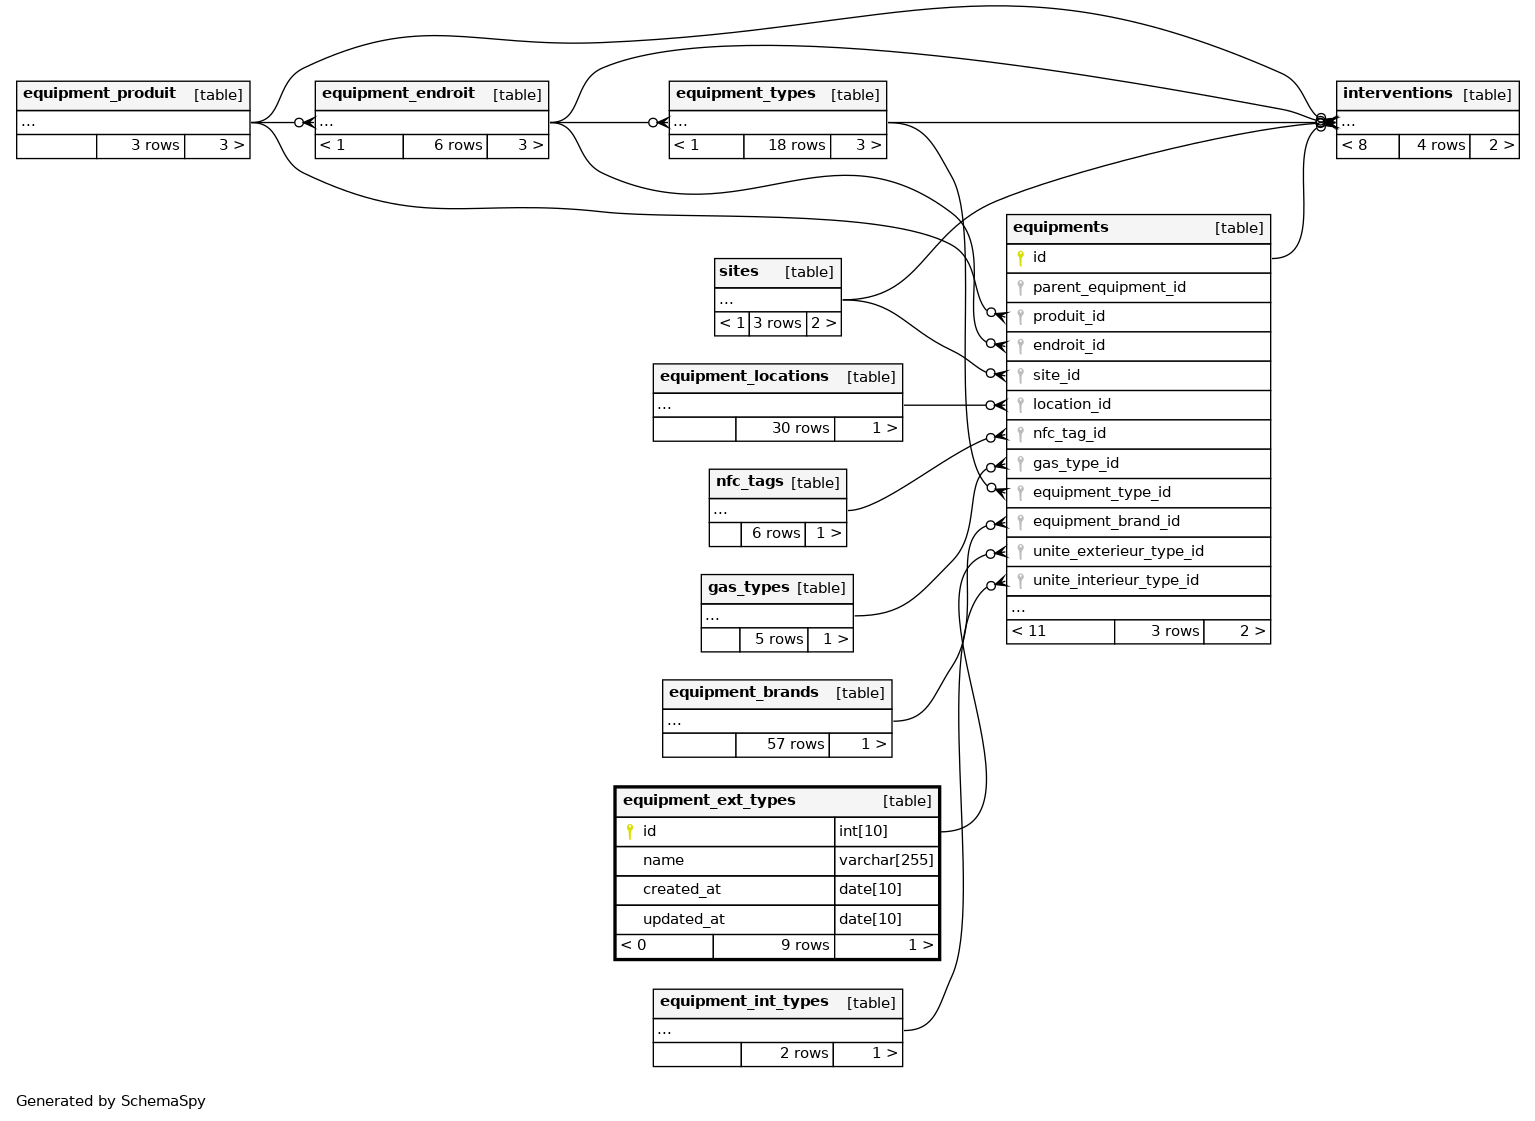 equipment_produit [table]
...
3 rows 3 >
equipment_endroit [table]
...
< 1 6 rows 3 >
equipment_types [table]
...
< 1 18 rows 3 >
interventions [table]
...
< 8 4 rows 2 >
equipments [table]
id
parent_equipment_id
produit_id
endroit_id
site_id
location_id
nfc_tag_id
gas_type_id
equipment_type_id
equipment_brand_id
unite_exterieur_type_id
unite_interieur_type_id
...
< 11 3 rows 2 >
sites [table]
...
< 1 3 rows 2 >
equipment_locations [table]
...
30 rows 1 >
nfc_tags [table]
...
6 rows 1 >
gas_types [table]
...
5 rows 1 >
equipment_brands [table]
...
57 rows 1 >
equipment_ext_types [table]
id int[10]
name varchar[255]
created_at date[10]
updated_at date[10]
< 0 9 rows 1 >
equipment_int_types [table]
...
2 rows 1 >
Generated by SchemaSpy